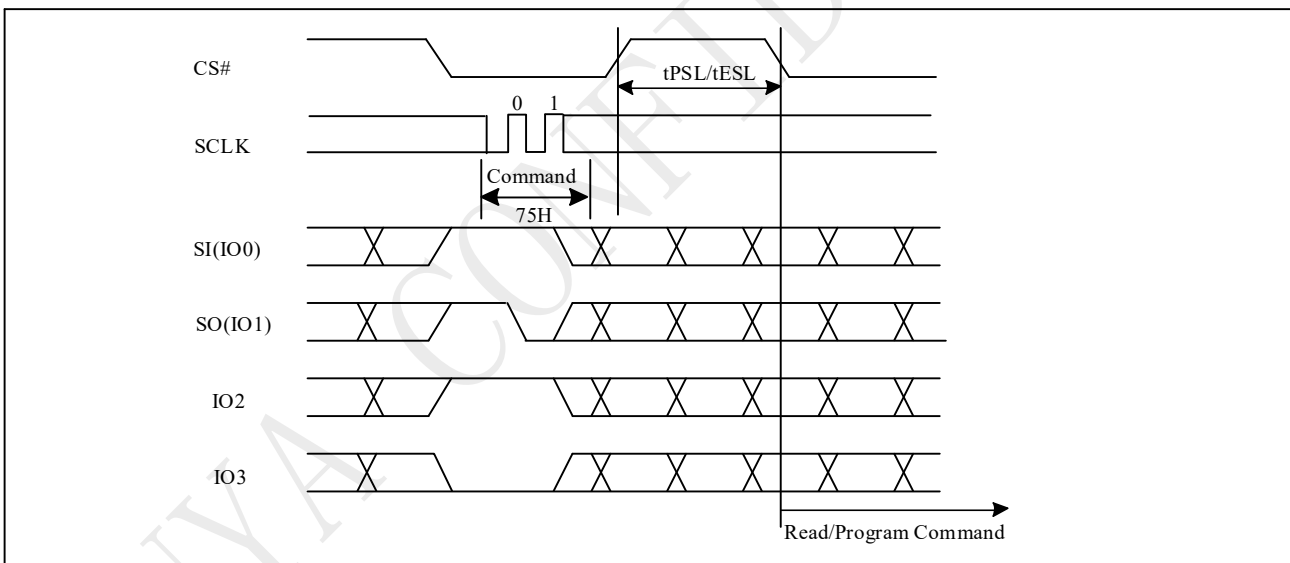 CS#
tPSL/tESL
0 1
SCLK
Command
75H
SI(IO0)
SO(IO1)
IO2
IO3
Read/Program Command